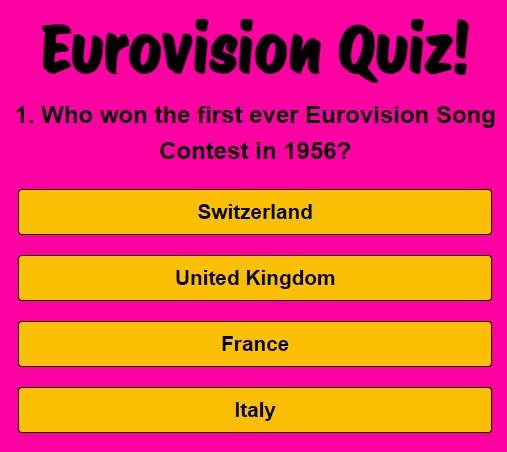 Eurovision Quiz!
1. Who won the first ever Eurovision Song
Contest in 1956?
Switzerland
United Kingdom
France
Italy